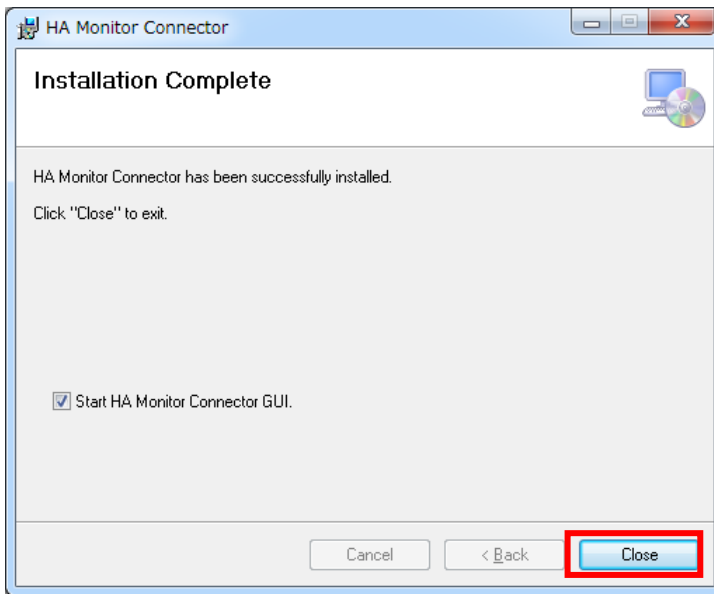 HA Monitor Connector
Installation Complete
HA Monitor Connector has been successfully installed.
Click "Close" to exit.
Start HA Monitor Connector GUI.
Cancel
< Back
Close